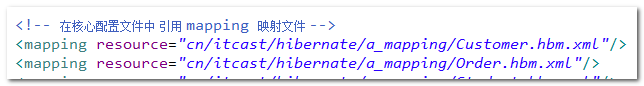 <!-- 在核心配置文件中 引用 mapping 映射文件 -->
<mapping resource="cn/itcast/hibernate/a_mapping/Customer.hbm.xml"/>
<mapping resource="cn/itcast/hibernate/a_mapping/Order.hbm.xml"/>